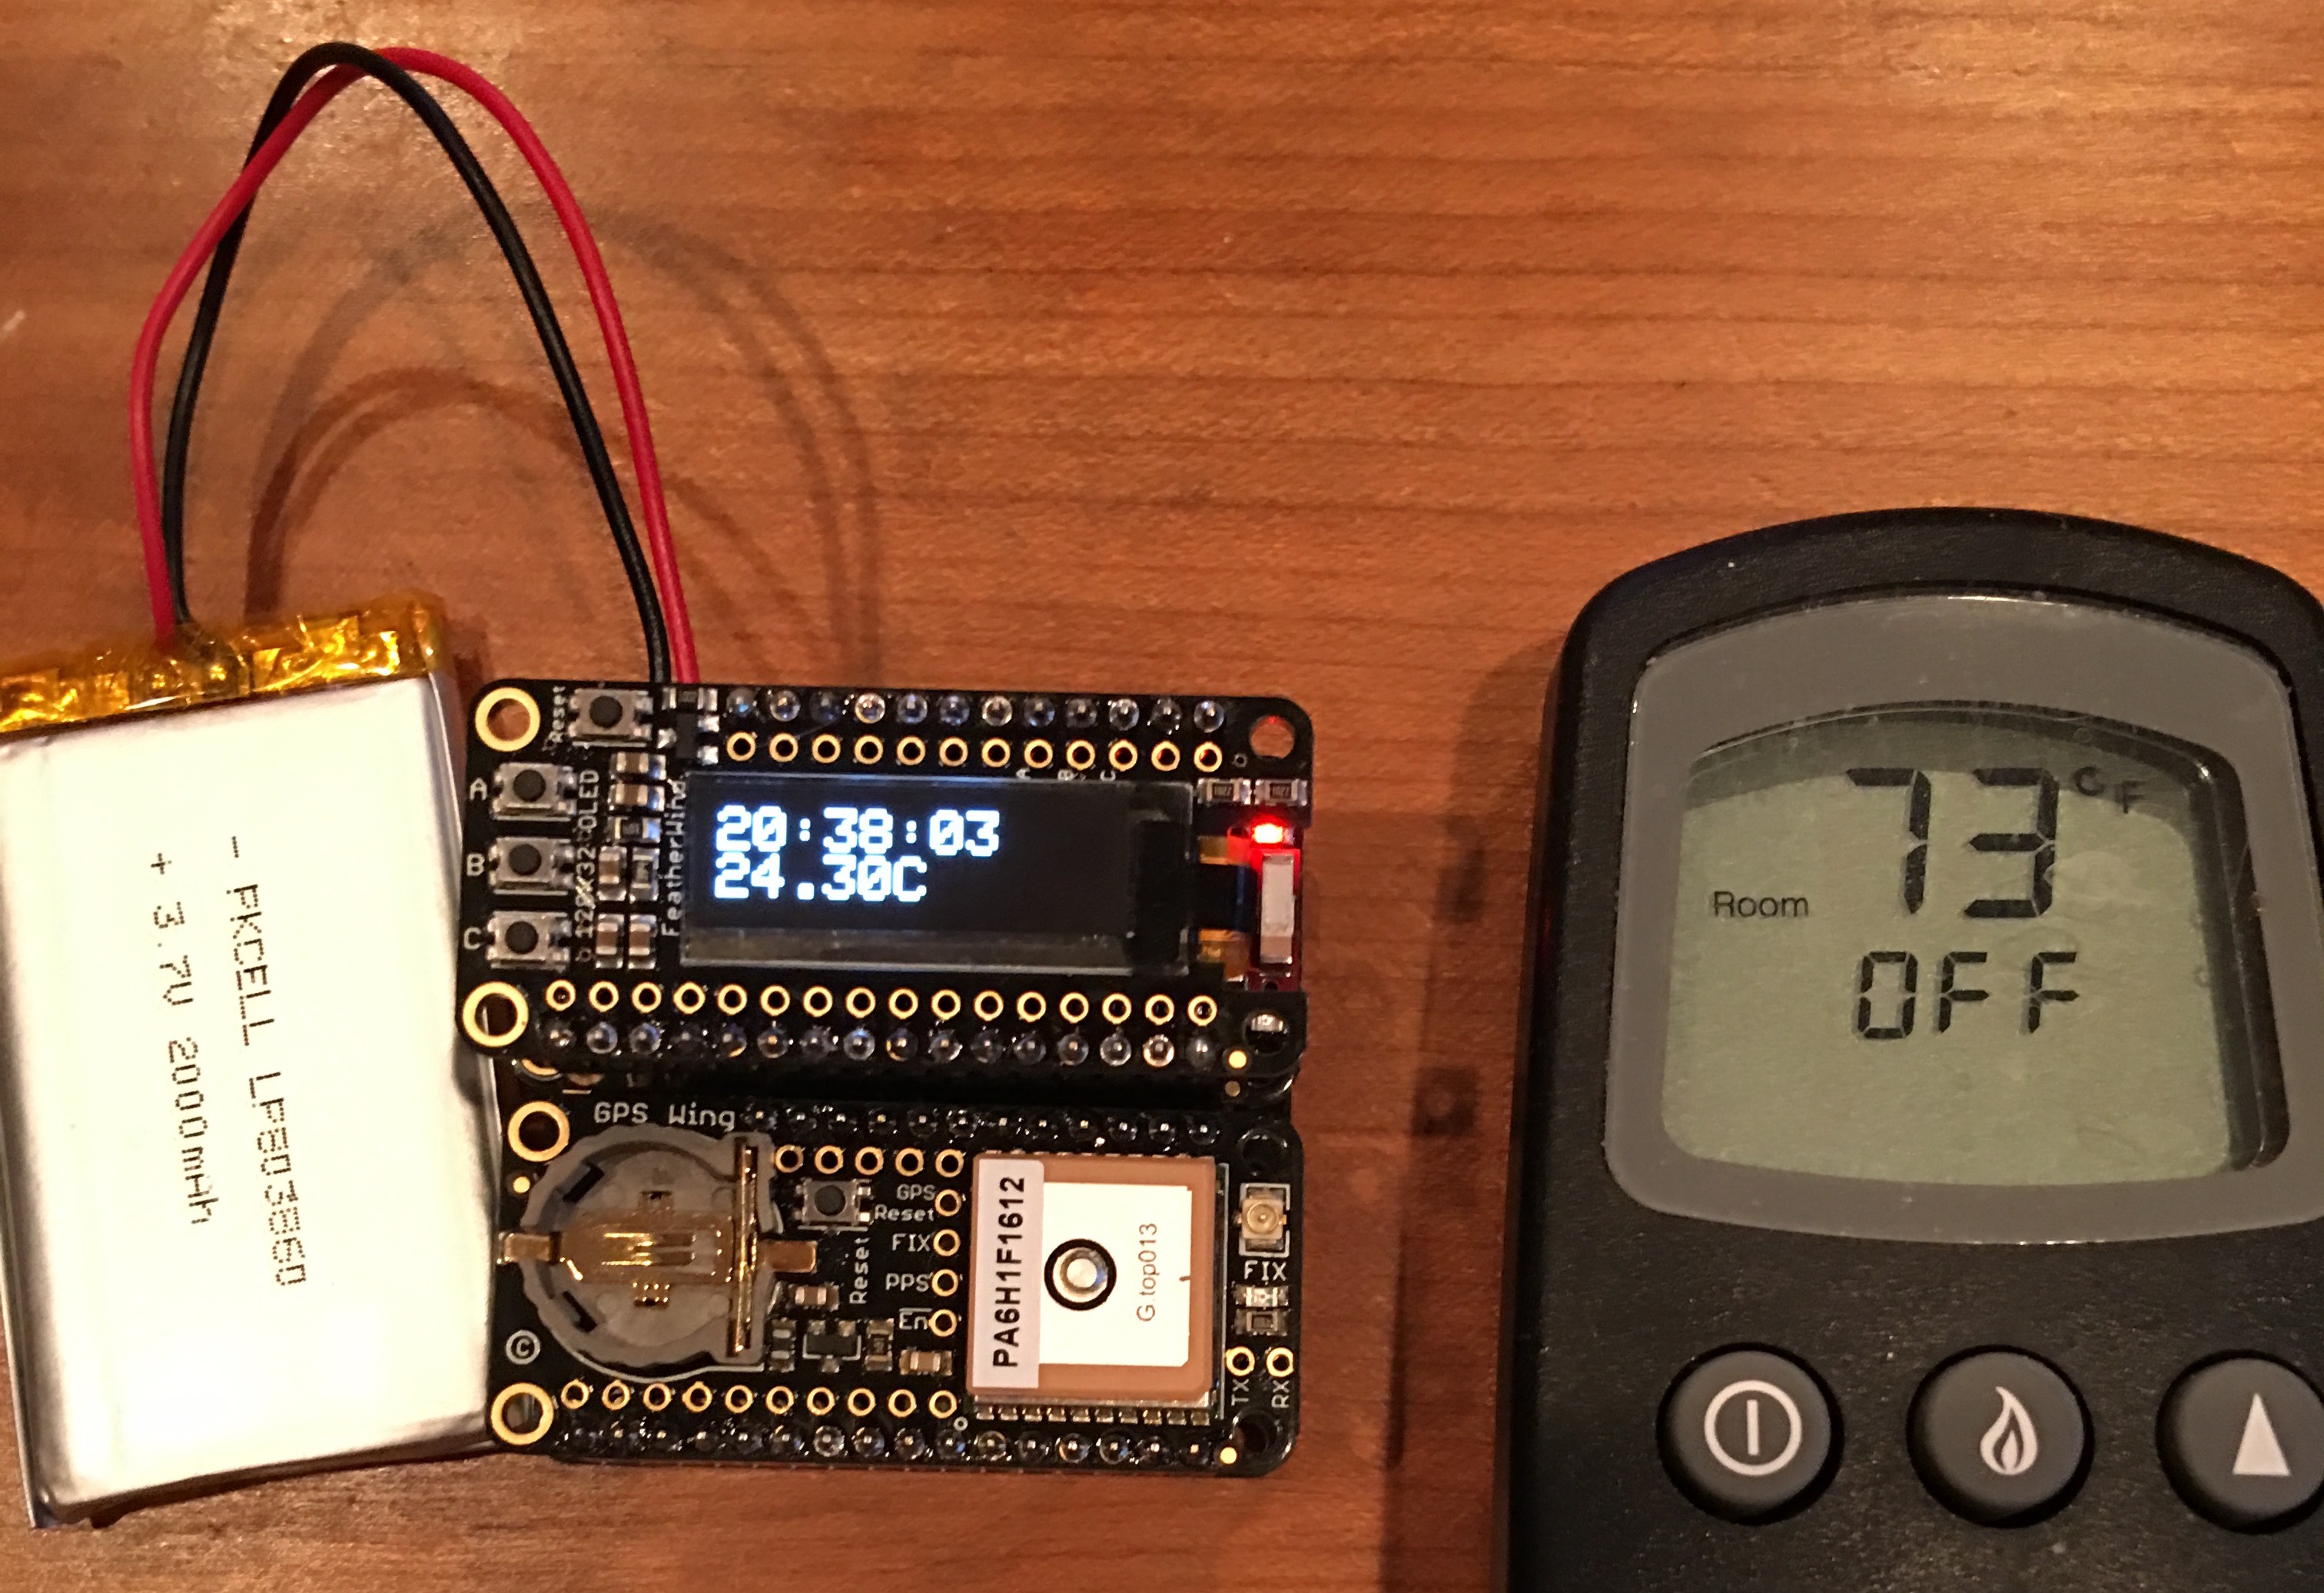 - PKCELL LP803860
+ 3.7V 2000mAh
Reset
A
B
C
128x32 OLED
FeatherWing
A B C
20:38:03
24.30C
GPS Wing
GPS
Reset
FIX
PPS
En
Reset
©
PA6H1F1612
G.top013
FIX
TX
RX
73 °F
Room
OFF